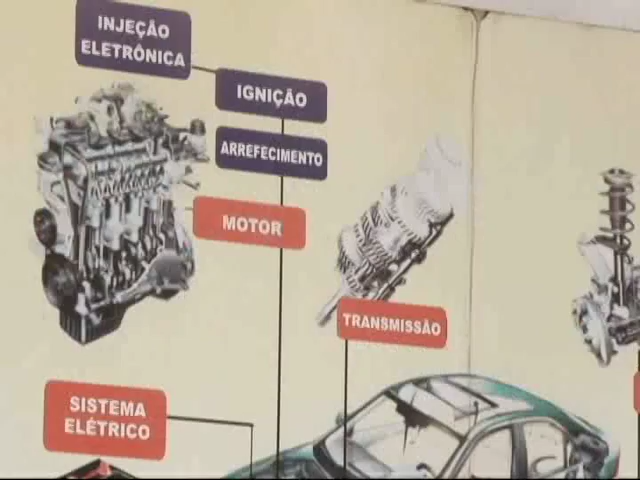 INJEÇÃO
ELETRÔNICA
IGNIÇÃO
ARREFECIMENTO
MOTOR
TRANSMISSÃO
SISTEMA
ELÉTRICO